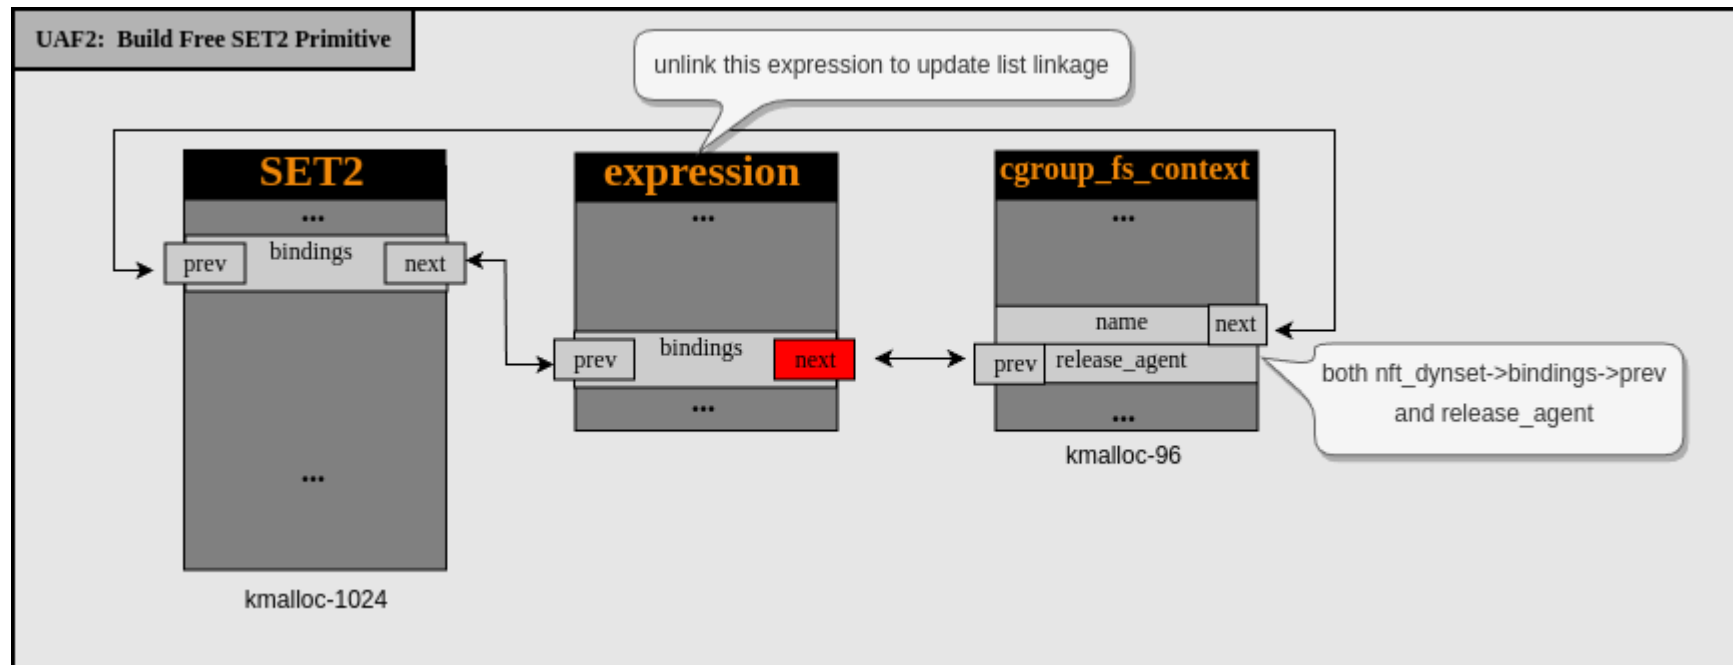 UAF2: Build Free SET2 Primitive
unlink this expression to update list linkage
SET2
...
bindings
prev
next
...
kmalloc-1024
expression
...
bindings
prev
next
...
cgroup_fs_context
...
name
next
prev
release_agent
...
kmalloc-96
both nft_dynset->bindings->prev
and release_agent